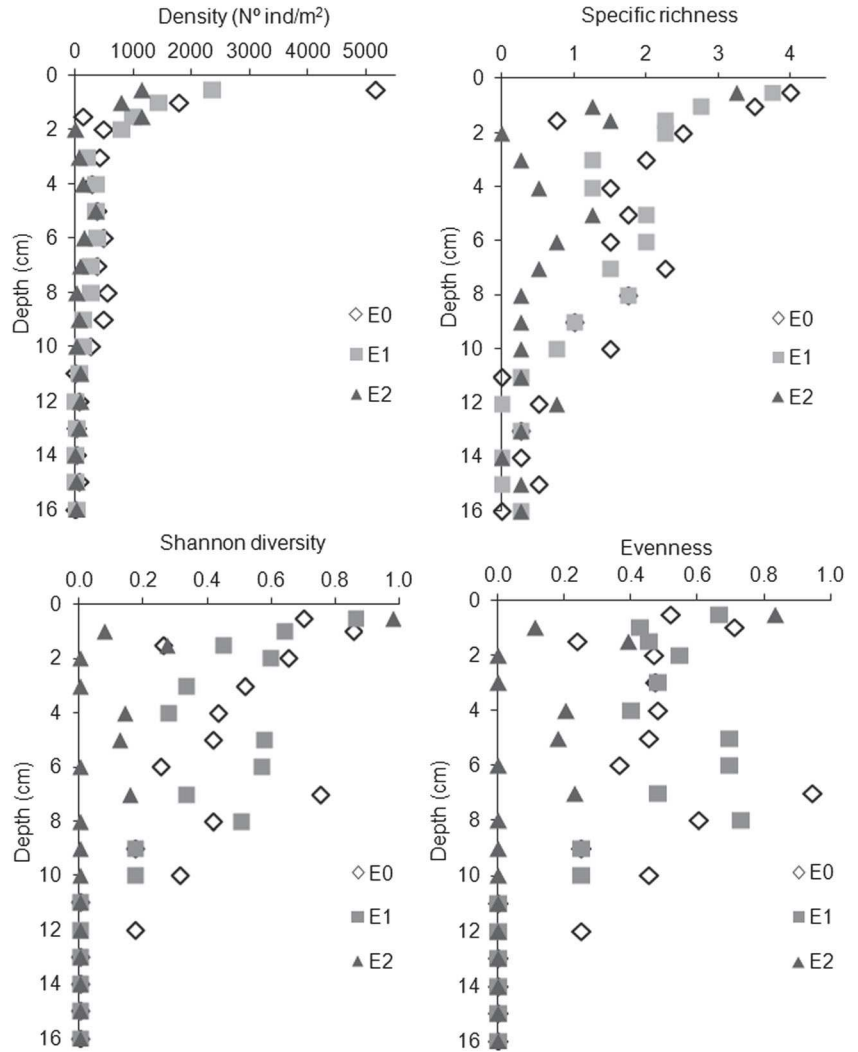 Density (Nº ind/m²)
0 1000 2000 3000 4000 5000
0
2
4
6
8
10
12
14
16
Depth (cm)
E0
E1
E2
Specific richness
0 1 2 3 4
0
2
4
6
8
10
12
14
16
Depth (cm)
E0
E1
E2
Shannon diversity
0.0 0.2 0.4 0.6 0.8 1.0
0
2
4
6
8
10
12
14
16
Depth (cm)
E0
E1
E2
Evenness
0.0 0.2 0.4 0.6 0.8 1.0
0
2
4
6
8
10
12
14
16
Depth (cm)
E0
E1
E2